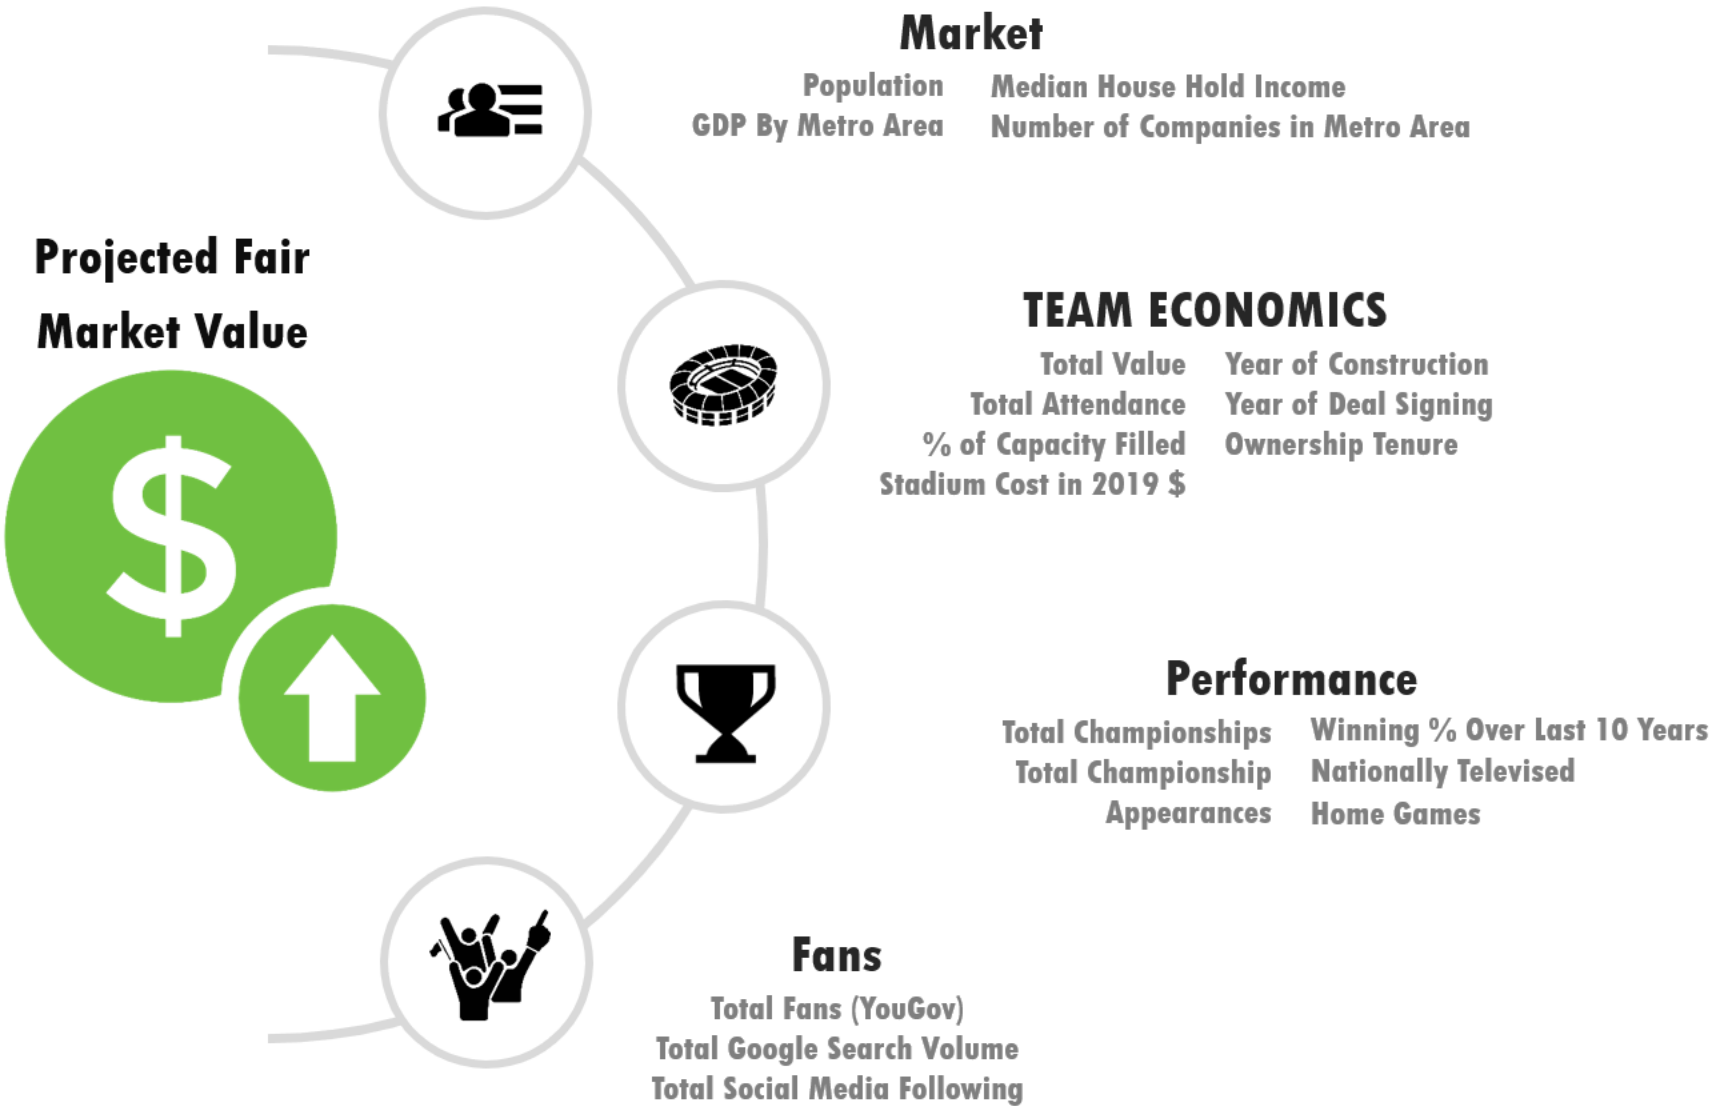 Projected Fair
Market Value
$
Market
Population
GDP By Metro Area
Median House Hold Income
Number of Companies in Metro Area
TEAM ECONOMICS
Total Value
Total Attendance
% of Capacity Filled
Stadium Cost in 2019 $
Year of Construction
Year of Deal Signing
Ownership Tenure
Performance
Total Championships
Total Championship
Appearances
Winning % Over Last 10 Years
Nationally Televised
Home Games
Fans
Total Fans (YouGov)
Total Google Search Volume
Total Social Media Following